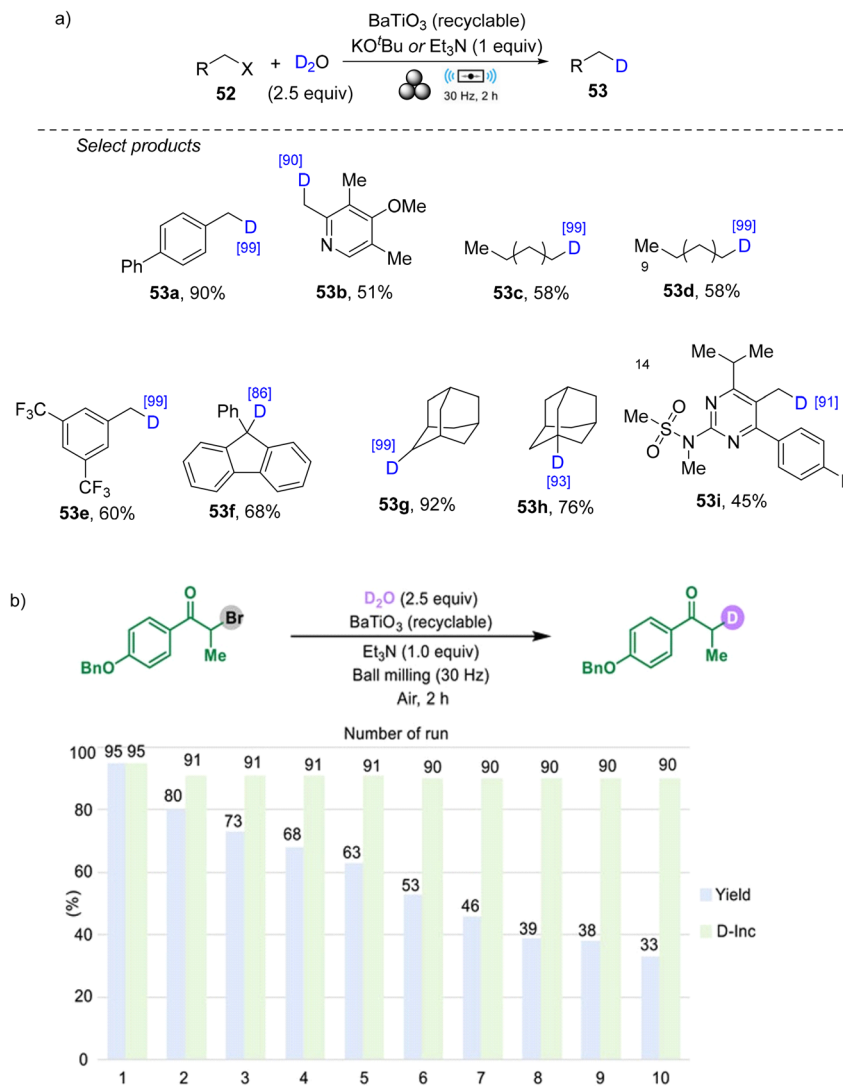 a)
BaTiO3 (recyclable)
KOtBu or Et3N (1 equiv)
R X + D2O
52 (2.5 equiv)
30 Hz, 2 h
R D
53
Select products
[90]
D Me
OMe
N
Me
D
[99]
Ph
53a, 90%
53b, 51%
[99]
Me ( ) D
53c, 58%
[99]
Me ( ) D
9
53d, 58%
[99]
F3C D
CF3
53e, 60%
[86]
Ph D
53f, 68%
[99]
D
53g, 92%
D
[93]
53h, 76%
14
Me Me
N D [91]
Me O
S N N
O
N
Me
53i, 45%
b)
O
Br
Me
BnO
D2O (2.5 equiv)
BaTiO3 (recyclable)
Et3N (1.0 equiv)
Ball milling (30 Hz)
Air, 2 h
O
D
Me
BnO
Number of run
(%)
100
80
60
40
20
0
95 95
80 91
73 91
68 91
63 91
53 90
46 90
39 90
38 90
33 90
1 2 3 4 5 6 7 8 9 10
Yield
D-Inc